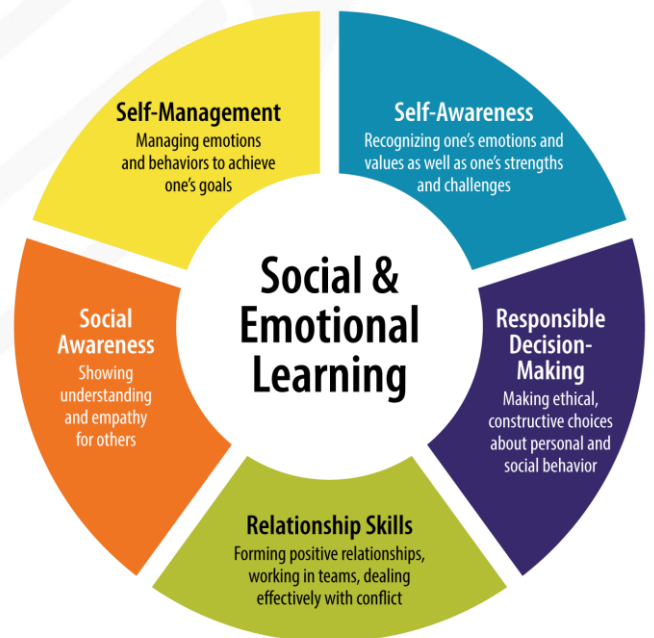 Social &
Emotional
Learning
Self-Awareness
Recognizing one's emotions and
values as well as one's strengths
and challenges
Responsible
Decision-
Making
Making ethical,
constructive choices
about personal and
social behavior
Relationship Skills
Forming positive relationships,
working in teams, dealing
effectively with conflict
Social
Awareness
Showing
understanding
and empathy
for others
Self-Management
Managing emotions
and behaviors to achieve
one's goals